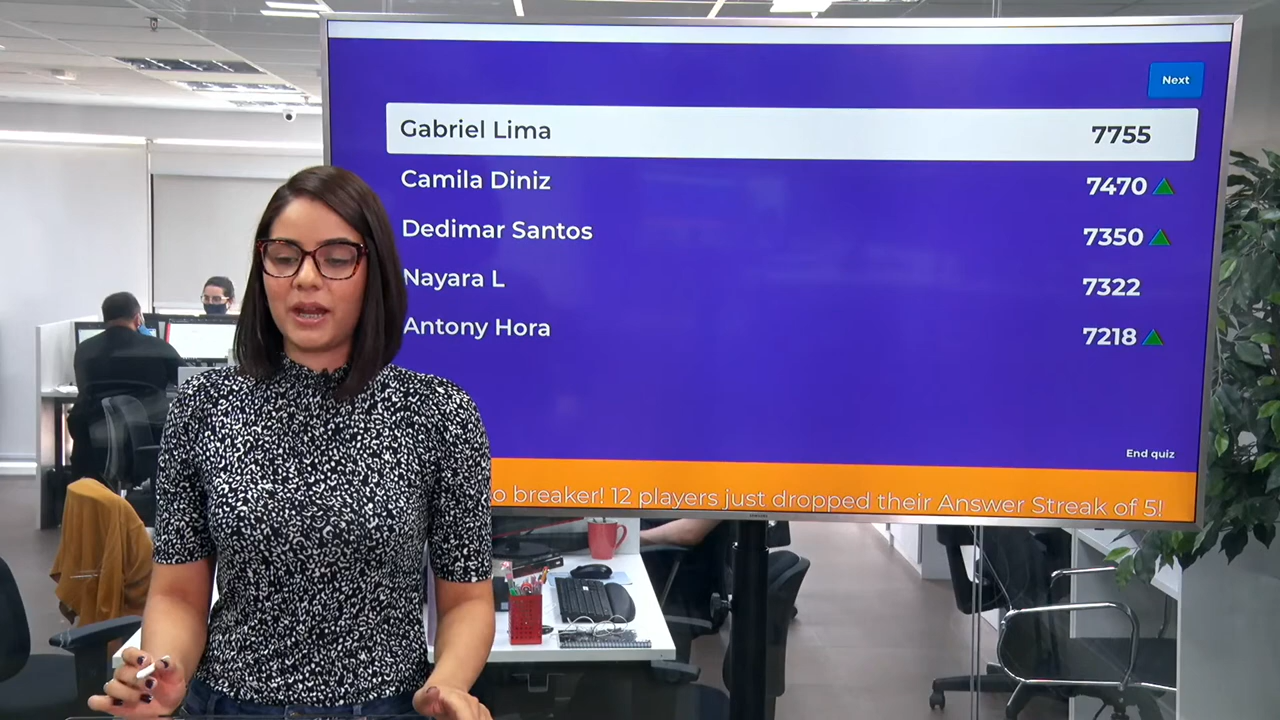 Next
Gabriel Lima 7755
Camila Diniz 7470
Dedimar Santos 7350
Nayara L 7322
Antony Hora 7218
End quiz
o breaker! 12 players just dropped their Answer Streak of 5!